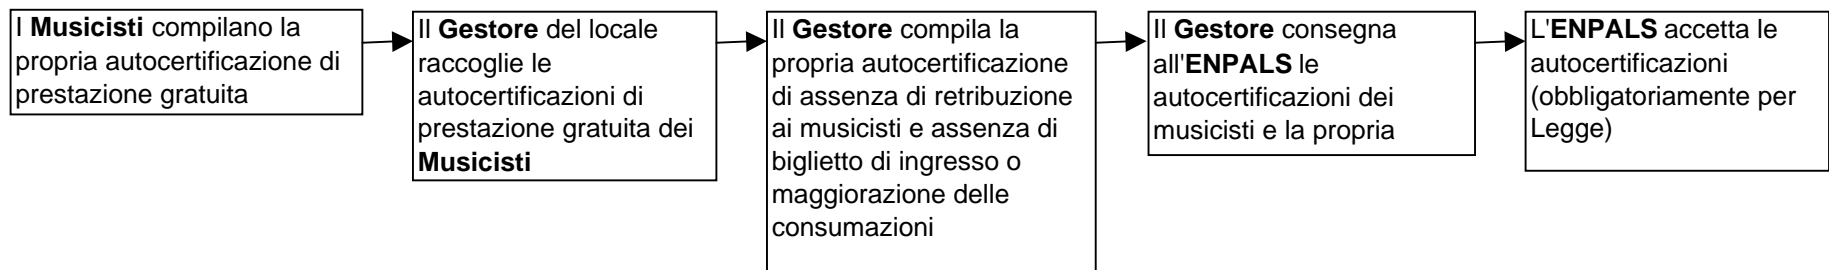 I Musicisti compilano la
propria autocertificazione di
prestazione gratuita
Il Gestore del locale
raccoglie le
autocertificazioni di
prestazione gratuita dei
Musicisti
Il Gestore compila la
propria autocertificazione
di assenza di retribuzione
ai musicisti e assenza di
biglietto di ingresso o
maggiorazione delle
consumazioni
Il Gestore consegna
all'ENPALS le
autocertificazioni dei
musicisti e la propria
L'ENPALS accetta le
autocertificazioni
(obbligatoriamente per
Legge)